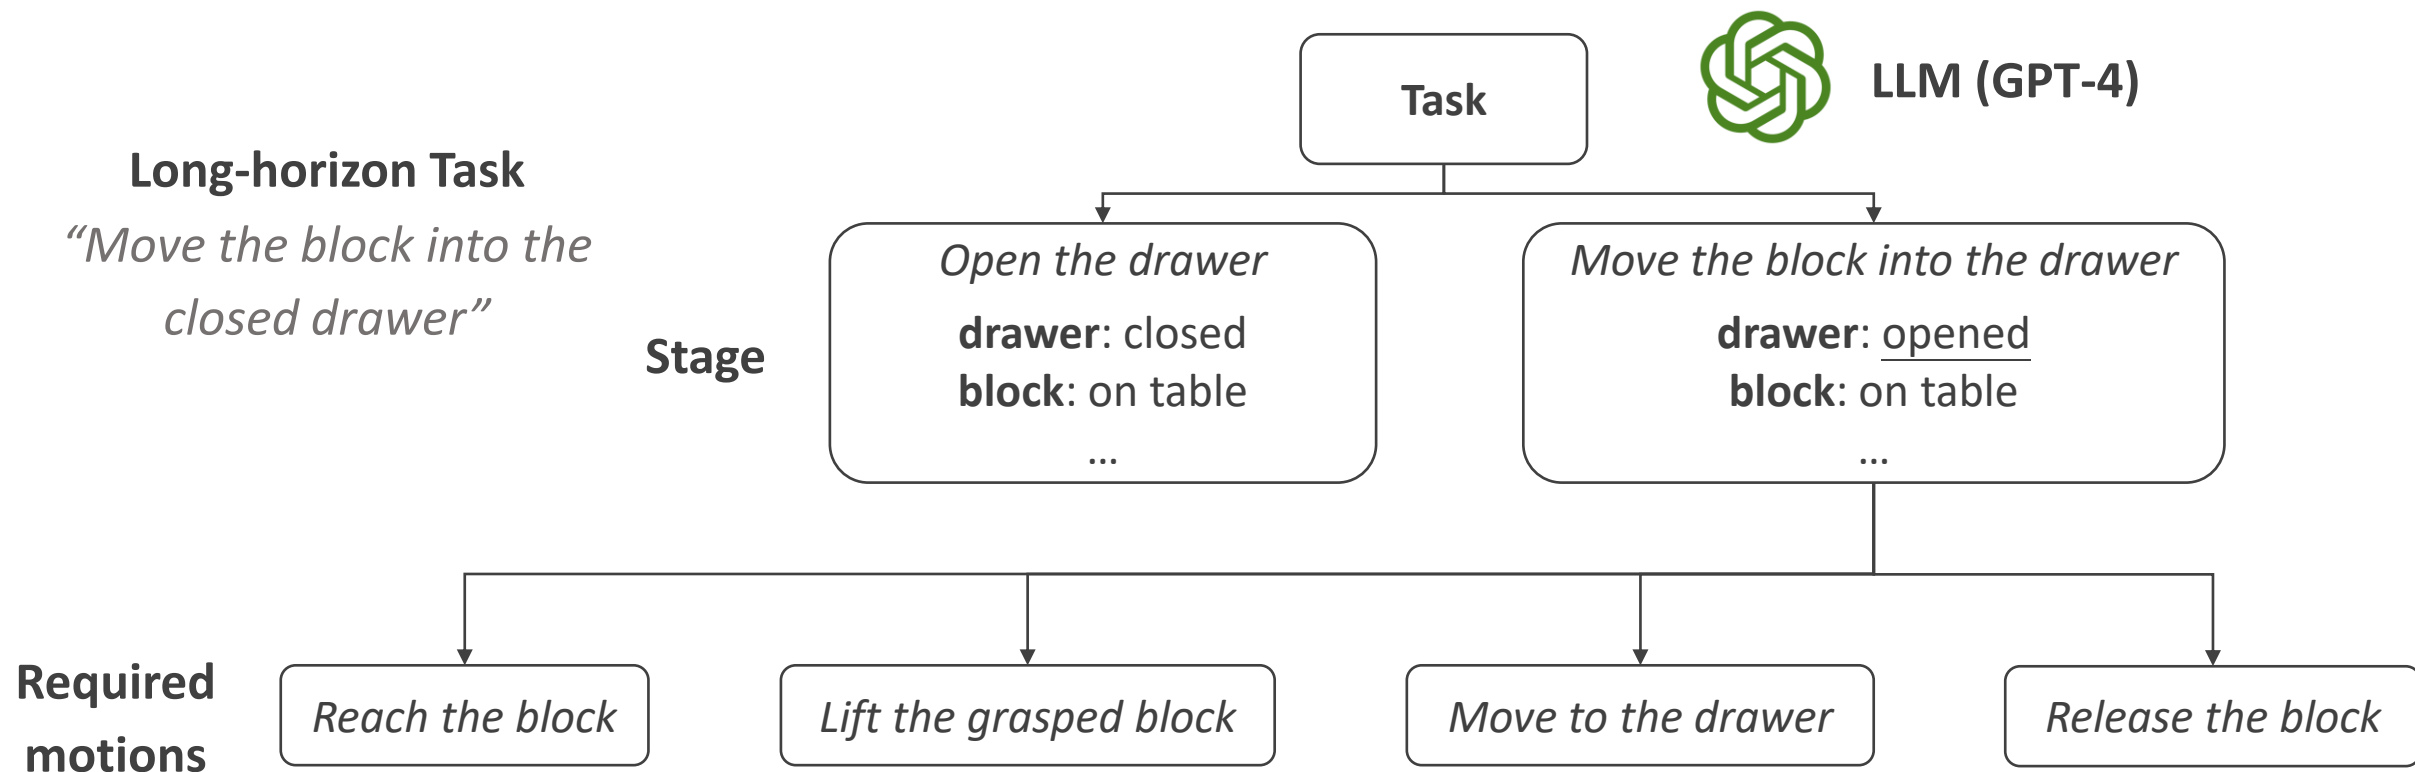 Task
LLM (GPT-4)
Long-horizon Task
“Move the block into the
closed drawer”
Stage
Open the drawer
drawer: closed
block: on table
...
Move the block into the drawer
drawer: opened
block: on table
...
Required
motions
Reach the block
Lift the grasped block
Move to the drawer
Release the block